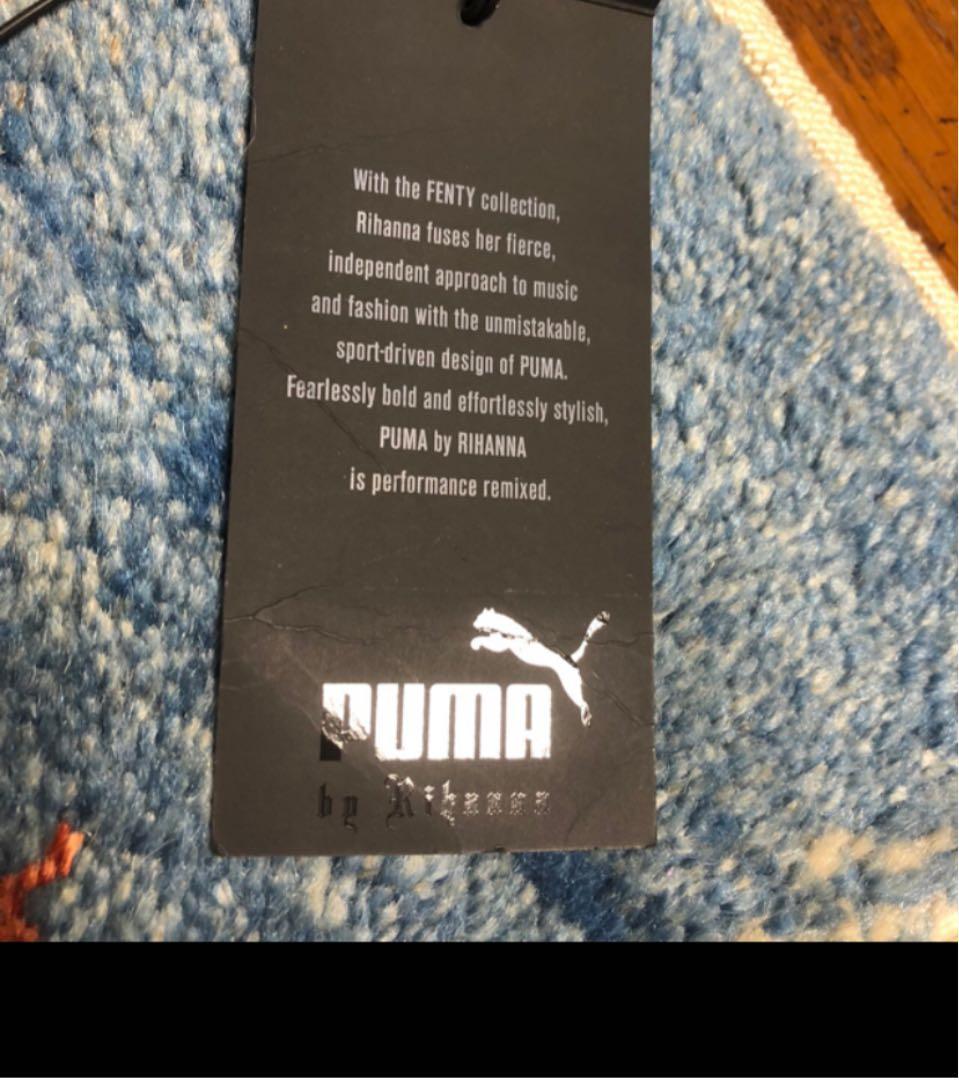 With the FENTY collection,
Rihanna fuses her fierce,
independent approach to music
and fashion with the unmistakable,
sport-driven design of PUMA.
Fearlessly bold and effortlessly stylish,
PUMA by RIHANNA
is performance remixed.
PUMA
by Rihanna